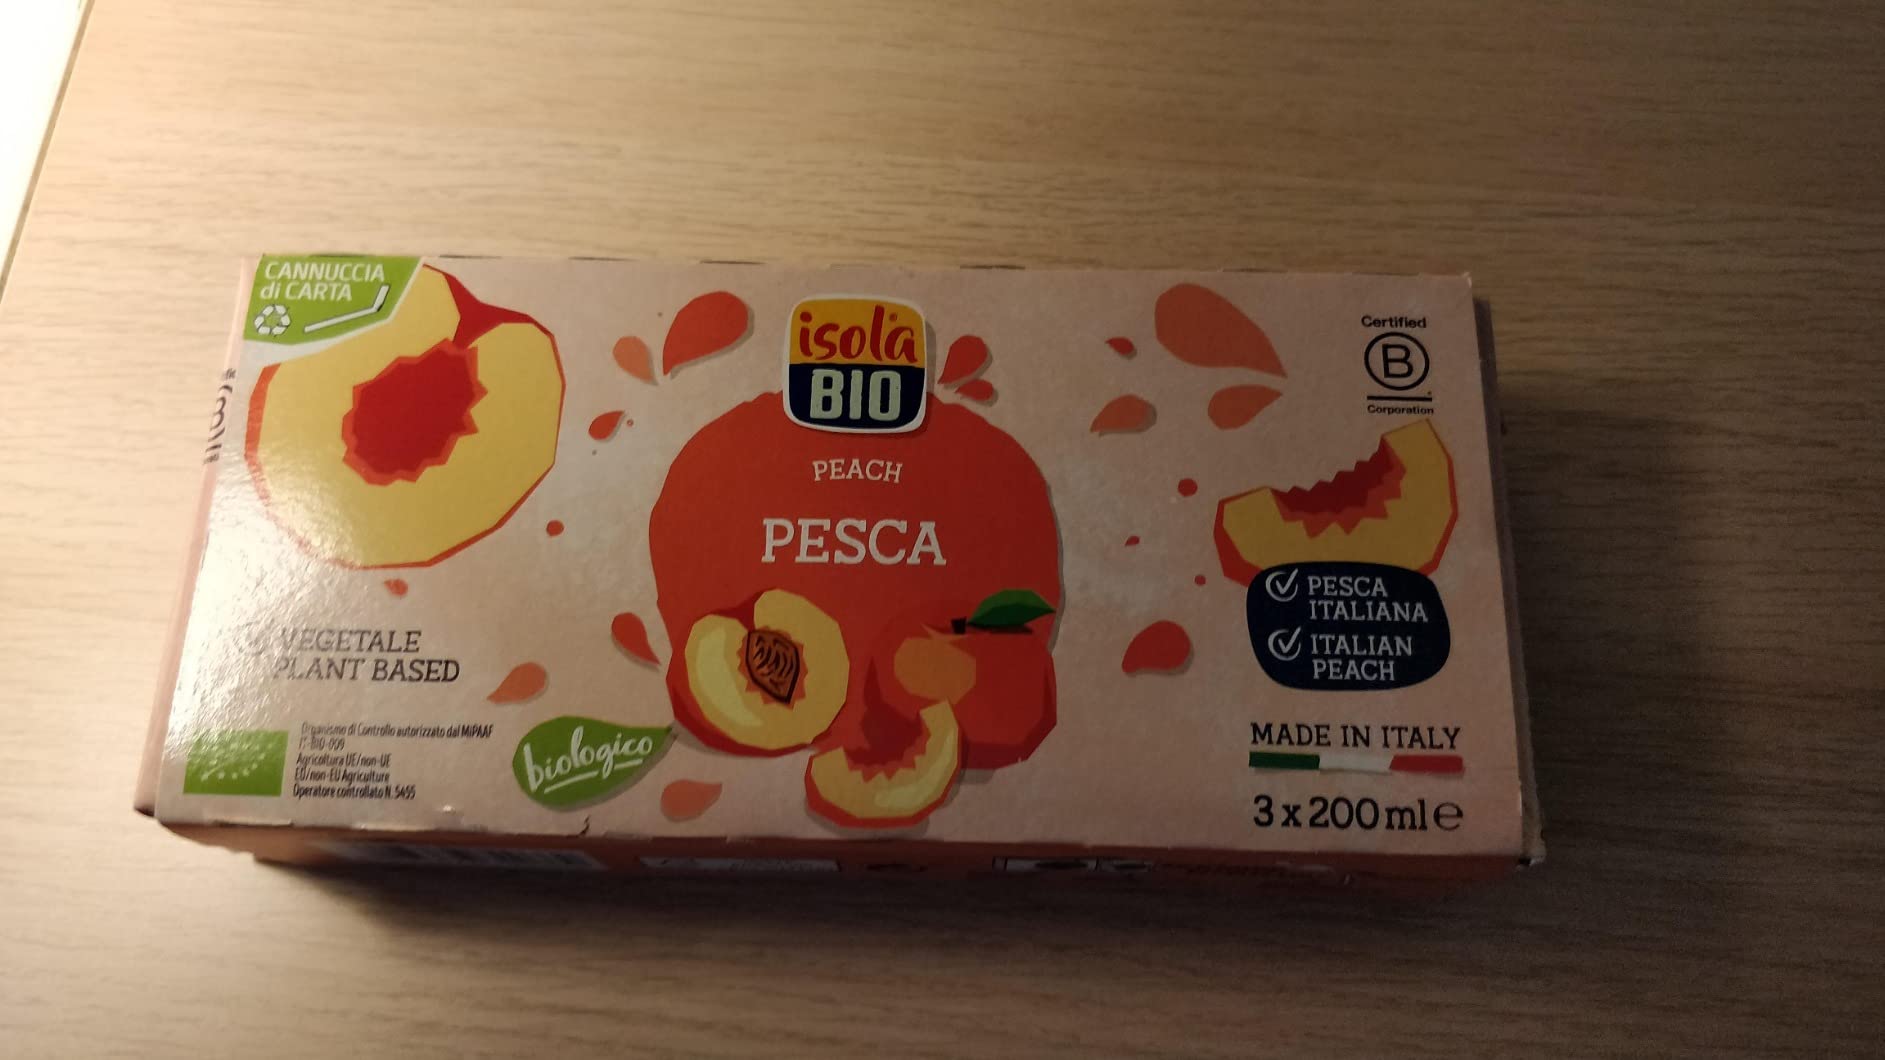 CANNUCCIA
di CARTA
isola
BIO
PEACH
PESCA
Certified
B
Corporation
PESCA
ITALIANA
ITALIAN
PEACH
VEGETALE
PLANT BASED
Organismo di Controllo autorizzato dal MiPAAF
IT-BIO-009
Agricoltura UE/non-UE
EU/non-EU Agriculture
Operatore controllato N. 5455
biologico
MADE IN ITALY
3 x 200 ml e